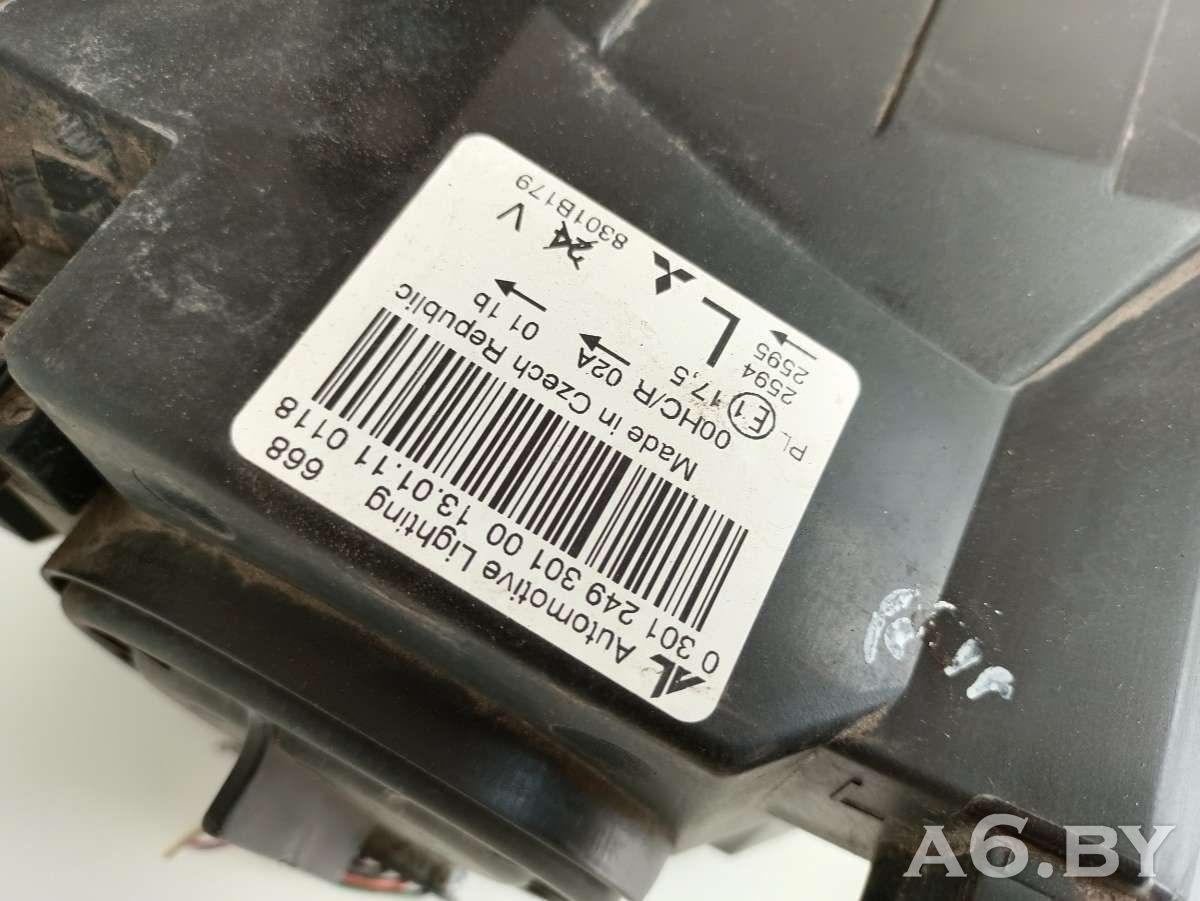 AL Automotive Lighting 668
0 301 249 301 00 13.01.11 0118
Made in Czech Republic
00HC/R 02A 01 1b
E1 17,5
PL
2594
2595
L
24 V
8301B179
A6.BY